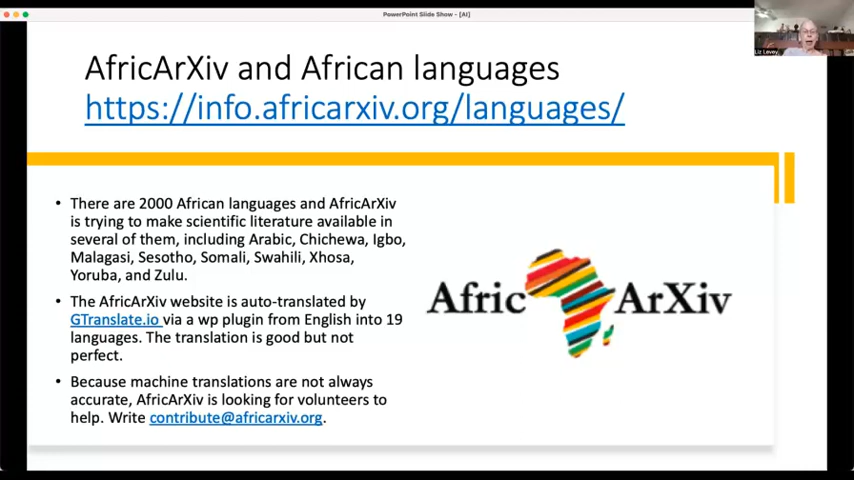 PowerPoint Slide Show - [AI]
Liz Levey
AfricArXiv and African languages
https://info.africarxiv.org/languages/
• There are 2000 African languages and AfricArXiv
is trying to make scientific literature available in
several of them, including Arabic, Chichewa, Igbo,
Malagasi, Sesotho, Somali, Swahili, Xhosa,
Yoruba, and Zulu.
• The AfricArXiv website is auto-translated by
GTranslate.io via a wp plugin from English into 19
languages. The translation is good but not
perfect.
• Because machine translations are not always
accurate, AfricArXiv is looking for volunteers to
help. Write contribute@africarxiv.org.
Afric ArXiv